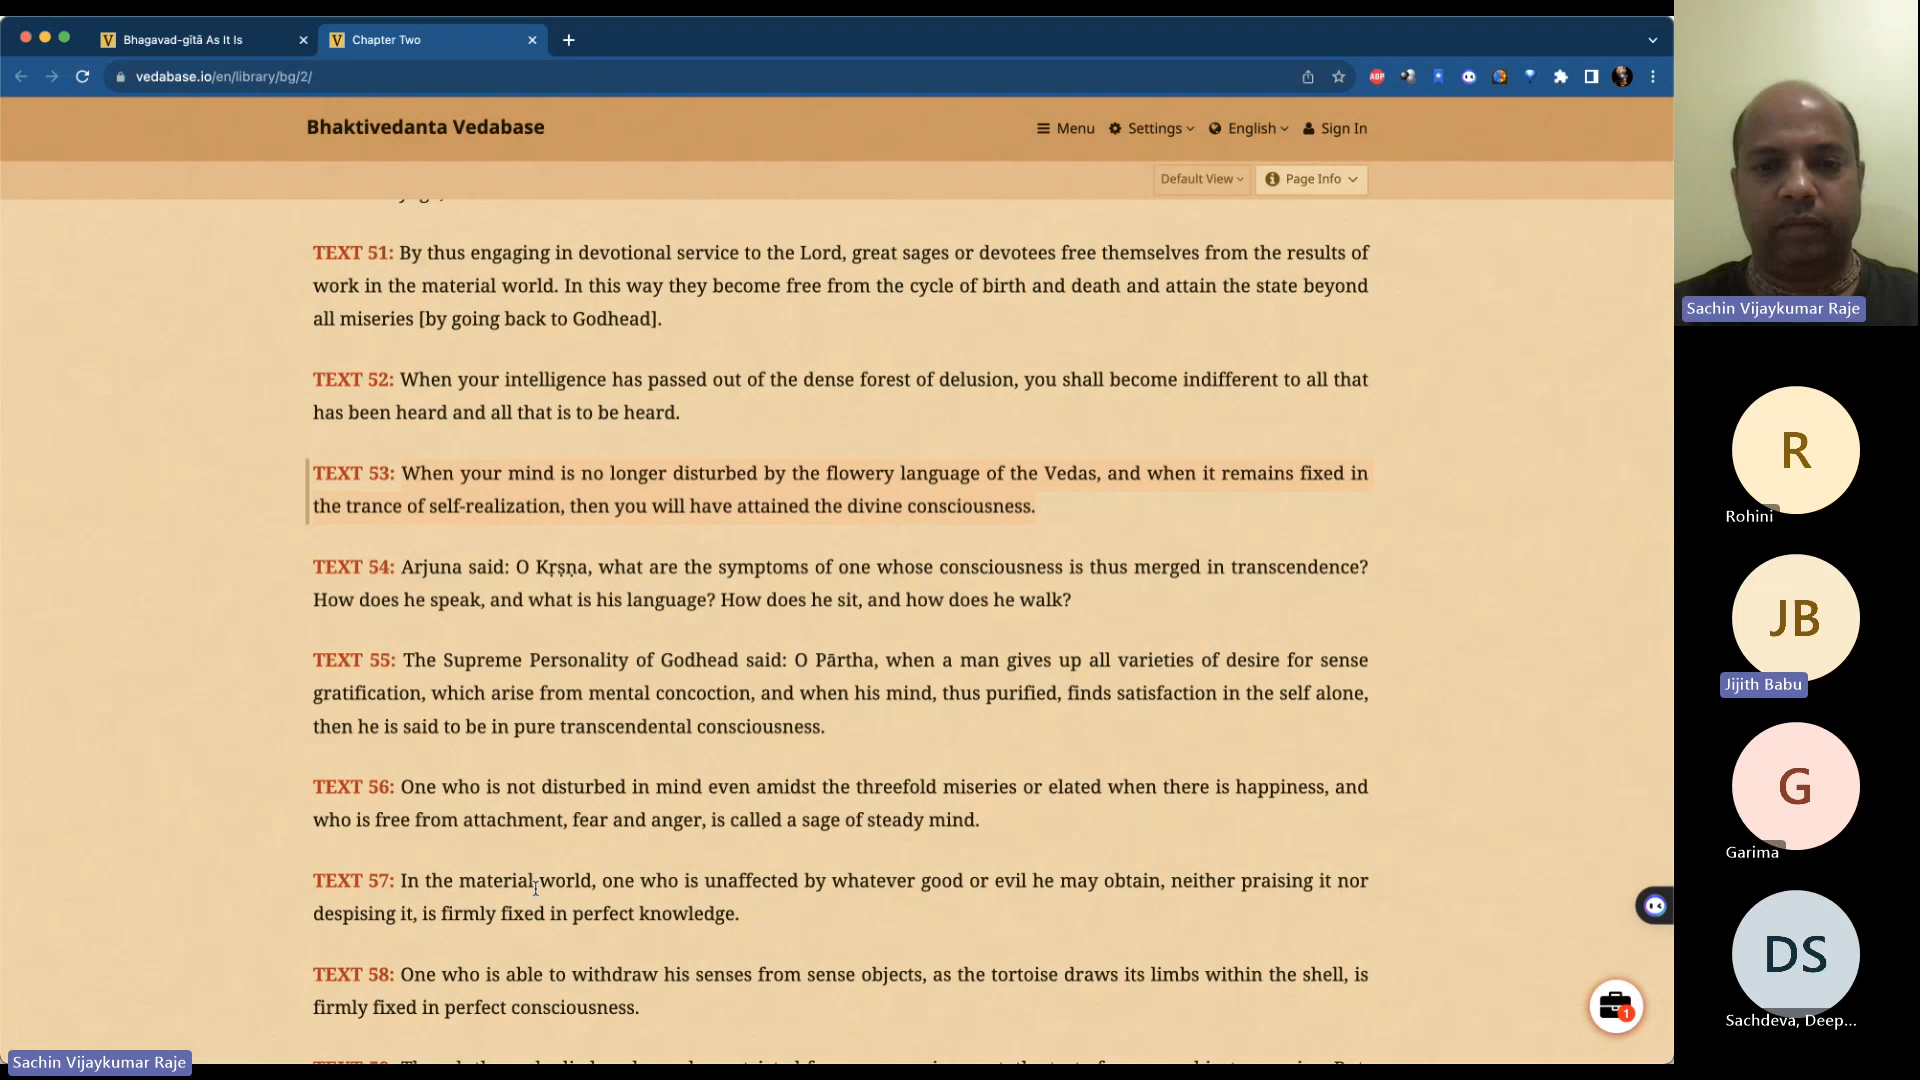 Bhagavad-gītā As It Is
Chapter Two
vedabase.io/en/library/bg/2/
ABP
Bhaktivedanta Vedabase
Menu
Settings
English
Sign In
Default View
Page Info
TEXT 51: By thus engaging in devotional service to the Lord, great sages or devotees free themselves from the results of
work in the material world. In this way they become free from the cycle of birth and death and attain the state beyond
all miseries [by going back to Godhead].
TEXT 52: When your intelligence has passed out of the dense forest of delusion, you shall become indifferent to all that
has been heard and all that is to be heard.
TEXT 53: When your mind is no longer disturbed by the flowery language of the Vedas, and when it remains fixed in
the trance of self-realization, then you will have attained the divine consciousness.
TEXT 54: Arjuna said: O Kṛṣṇa, what are the symptoms of one whose consciousness is thus merged in transcendence?
How does he speak, and what is his language? How does he sit, and how does he walk?
TEXT 55: The Supreme Personality of Godhead said: O Pārtha, when a man gives up all varieties of desire for sense
gratification, which arise from mental concoction, and when his mind, thus purified, finds satisfaction in the self alone,
then he is said to be in pure transcendental consciousness.
TEXT 56: One who is not disturbed in mind even amidst the threefold miseries or elated when there is happiness, and
who is free from attachment, fear and anger, is called a sage of steady mind.
TEXT 57: In the material world, one who is unaffected by whatever good or evil he may obtain, neither praising it nor
despising it, is firmly fixed in perfect knowledge.
TEXT 58: One who is able to withdraw his senses from sense objects, as the tortoise draws its limbs within the shell, is
firmly fixed in perfect consciousness.
1
Sachin Vijaykumar Raje
Sachin Vijaykumar Raje
R
Rohini
JB
Jijith Babu
G
Garima
DS
Sachdeva, Deep...